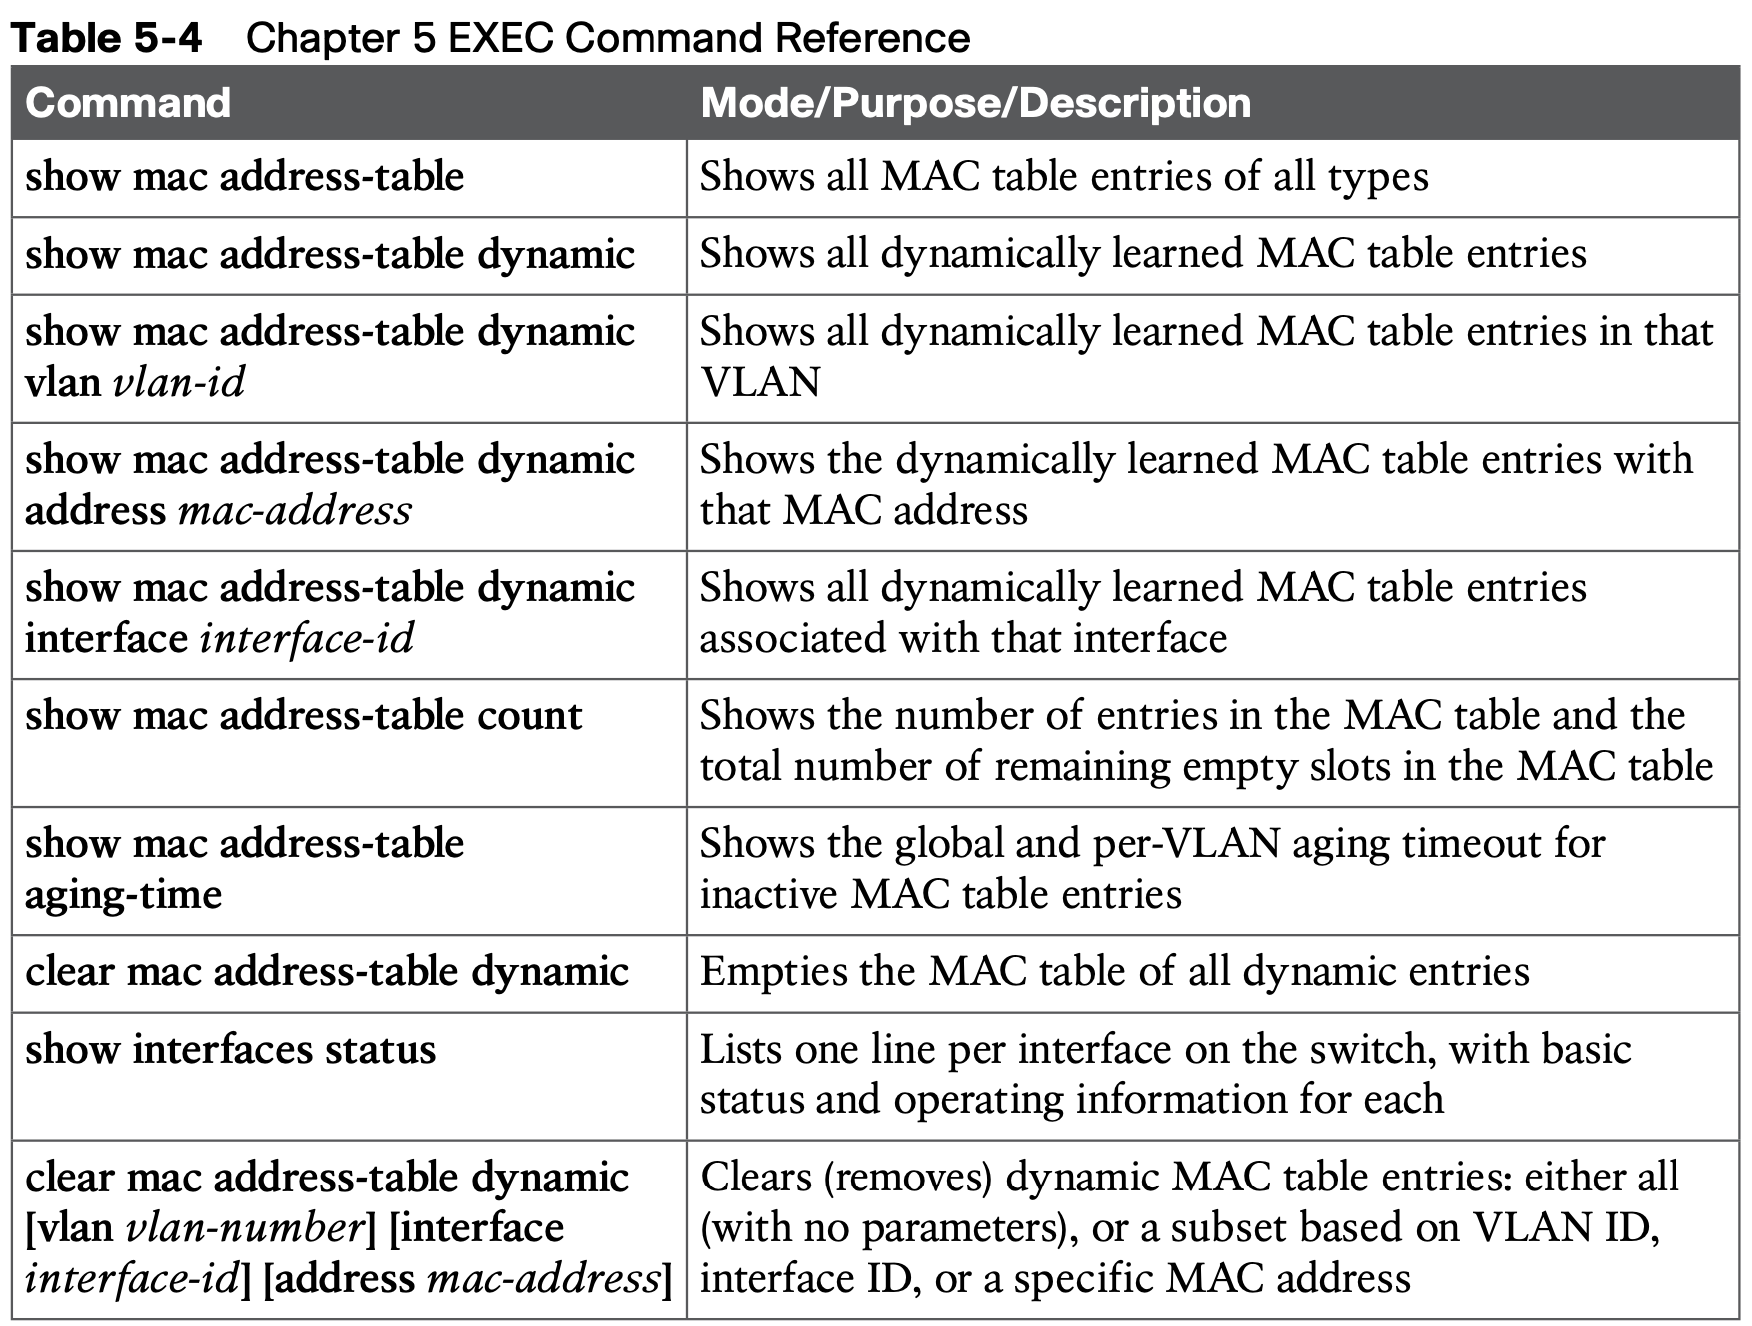 Table 5-4 Chapter 5 EXEC Command Reference
Command Mode/Purpose/Description
show mac address-table Shows all MAC table entries of all types
show mac address-table dynamic Shows all dynamically learned MAC table entries
show mac address-table dynamic
vlan vlan-id
Shows all dynamically learned MAC table entries in that
VLAN
show mac address-table dynamic
address mac-address
Shows the dynamically learned MAC table entries with
that MAC address
show mac address-table dynamic
interface interface-id
Shows all dynamically learned MAC table entries
associated with that interface
show mac address-table count
Shows the number of entries in the MAC table and the
total number of remaining empty slots in the MAC table
show mac address-table
aging-time
Shows the global and per-VLAN aging timeout for
inactive MAC table entries
clear mac address-table dynamic Empties the MAC table of all dynamic entries
show interfaces status
Lists one line per interface on the switch, with basic
status and operating information for each
clear mac address-table dynamic
[vlan vlan-number] [interface
interface-id] [address mac-address]
Clears (removes) dynamic MAC table entries: either all
(with no parameters), or a subset based on VLAN ID,
interface ID, or a specific MAC address